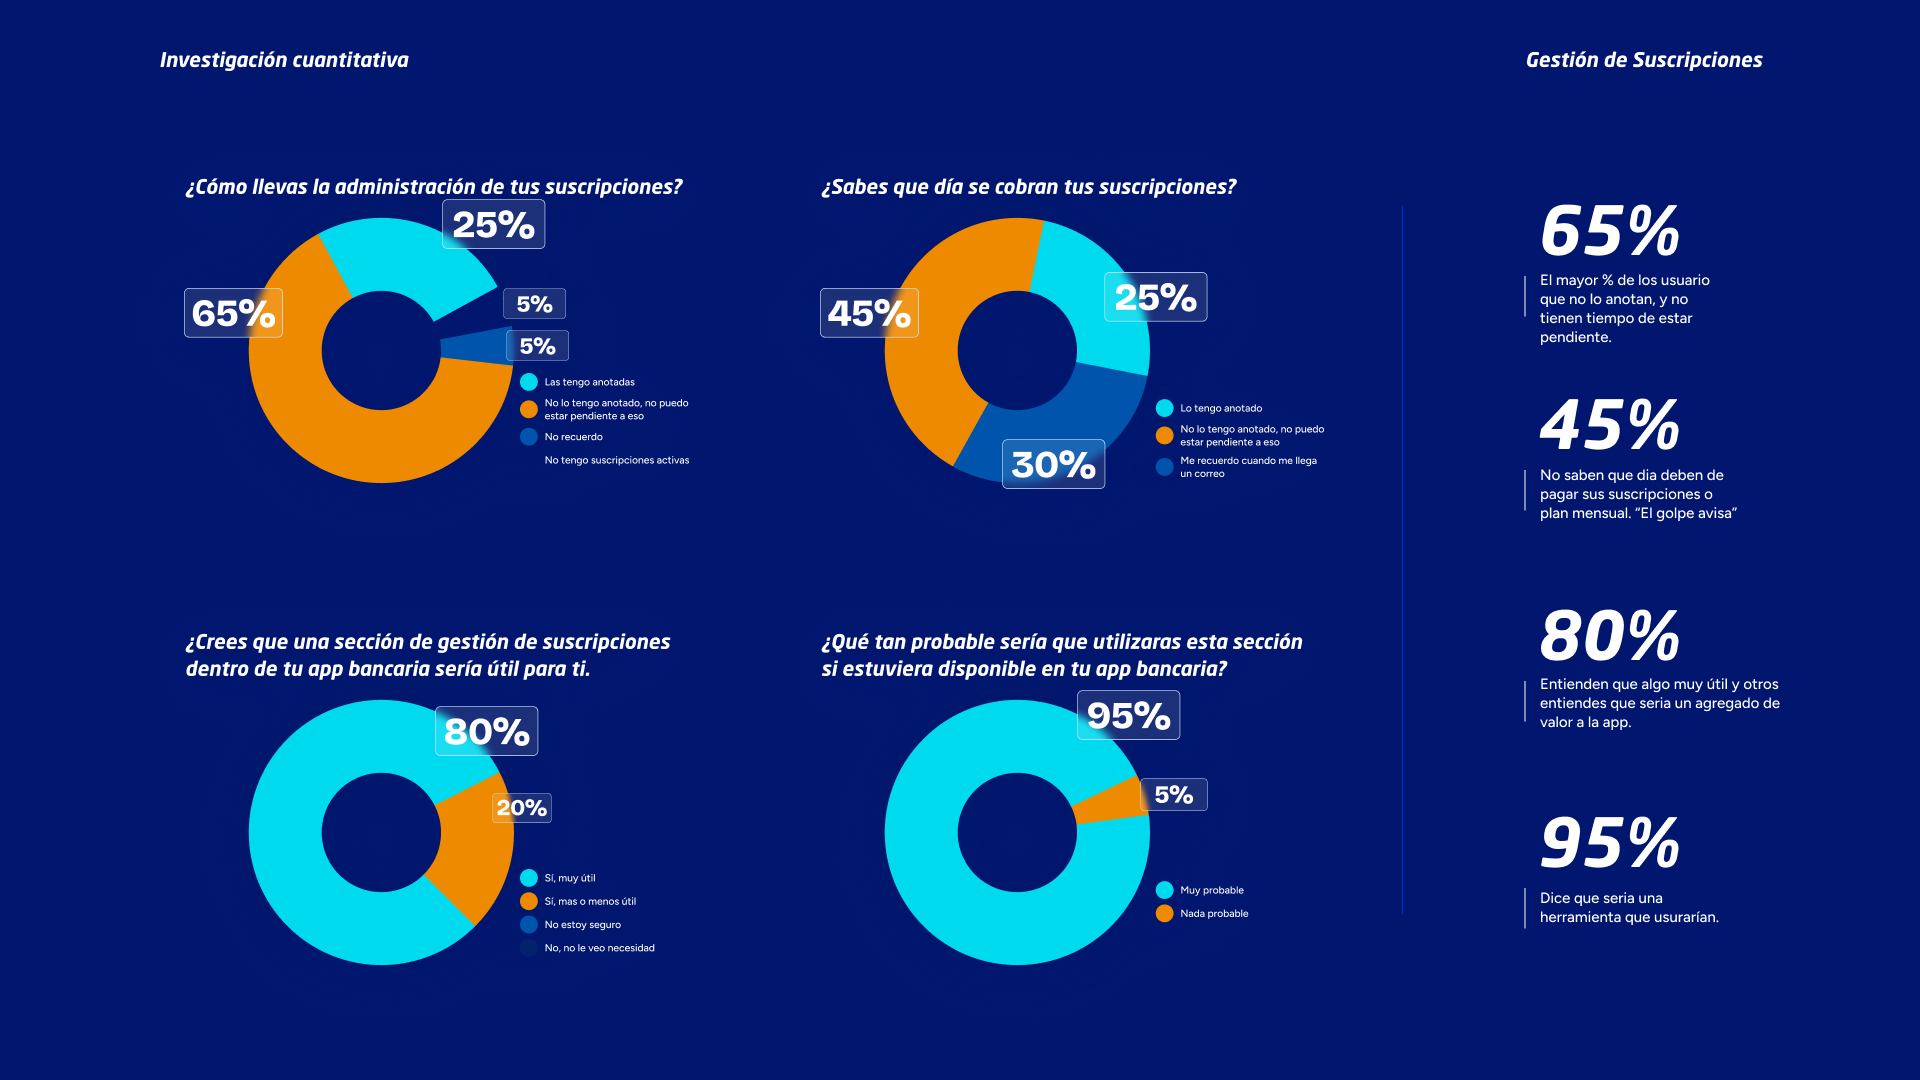 Investigación cuantitativa
Gestión de Suscripciones
¿Cómo llevas la administración de tus suscripciones?
25%
65%
5%
5%
Las tengo anotadas
No lo tengo anotado, no puedo
estar pendiente a eso
No recuerdo
No tengo suscripciones activas
¿Sabes que día se cobran tus suscripciones?
45%
25%
30%
Lo tengo anotado
No lo tengo anotado, no puedo
estar pendiente a eso
Me recuerdo cuando me llega
un correo
¿Crees que una sección de gestión de suscripciones
dentro de tu app bancaria sería útil para ti.
80%
20%
Sí, muy útil
Sí, mas o menos útil
No estoy seguro
No, no le veo necesidad
¿Qué tan probable sería que utilizaras esta sección
si estuviera disponible en tu app bancaria?
95%
5%
Muy probable
Nada probable
65%
El mayor % de los usuario
que no lo anotan, y no
tienen tiempo de estar
pendiente.
45%
No saben que dia deben de
pagar sus suscripciones o
plan mensual. “El golpe avisa”
80%
Entienden que algo muy útil y otros
entiendes que seria un agregado de
valor a la app.
95%
Dice que seria una
herramienta que usurarían.